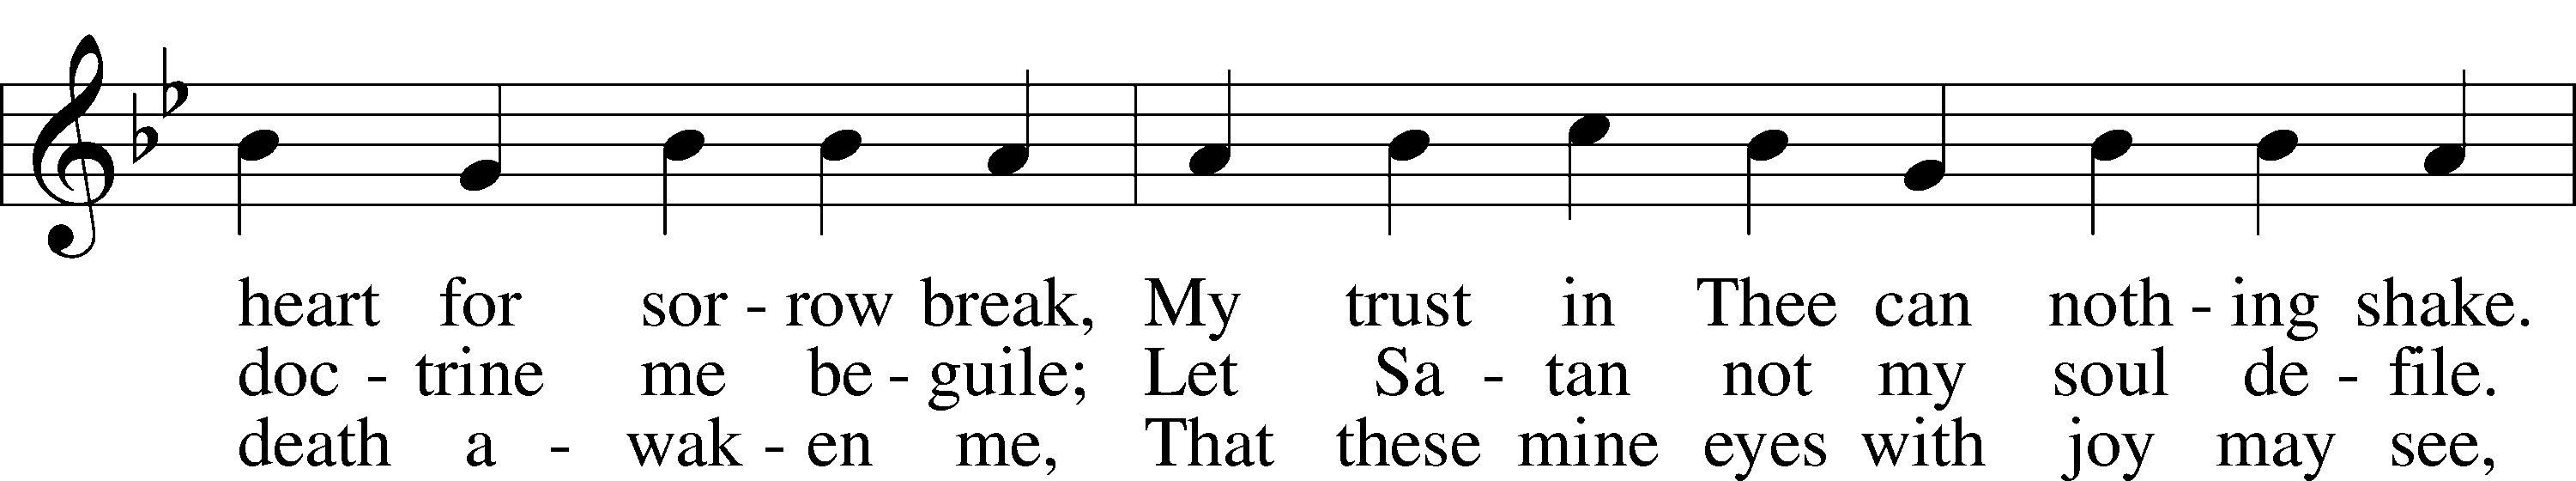 heart for sor - row break, My trust in Thee can noth - ing shake.
doc - trine me be - guile; Let Sa - tan not my soul de - file.
death a - wak - en me, That these mine eyes with joy may see,